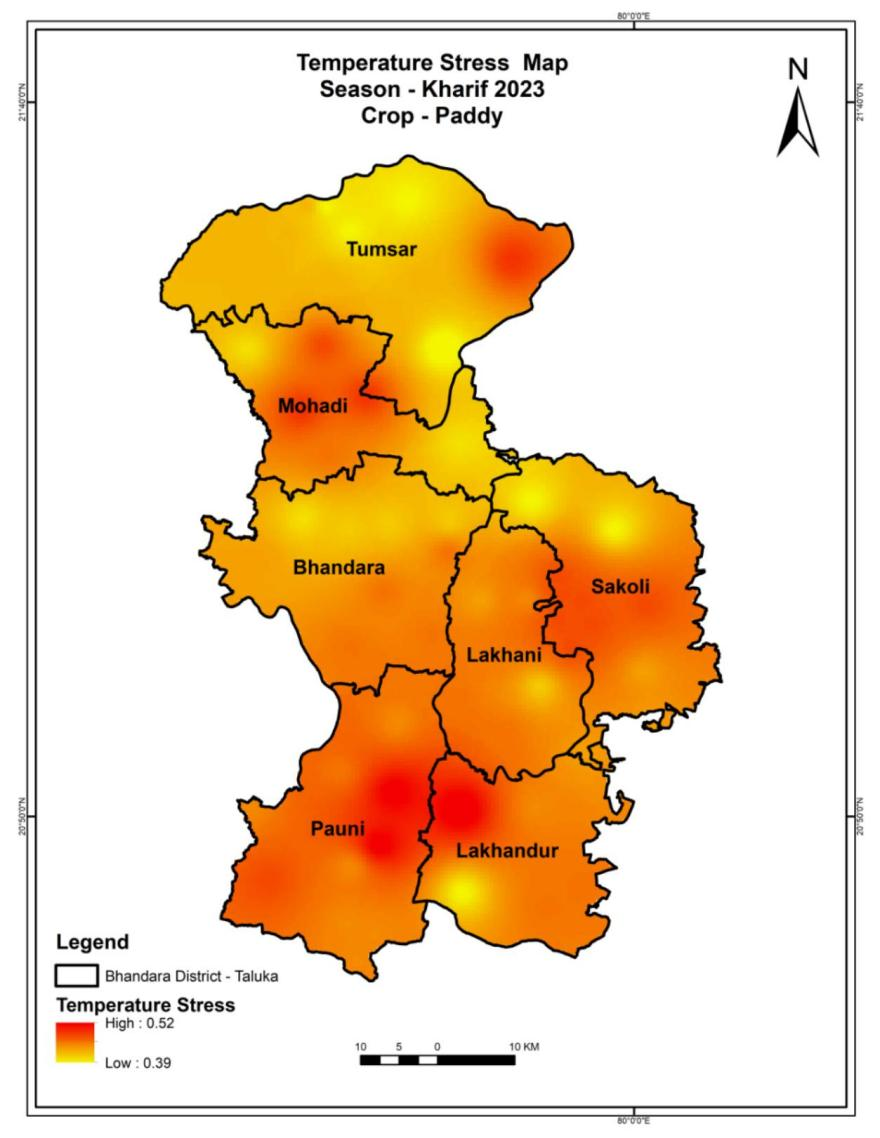 80°0'0"E
Temperature Stress Map
Season - Kharif 2023
Crop - Paddy
N
21°40'0"N
21°40'0"N
Tumsar
Mohadi
Bhandara
Sakoli
Lakhani
20°50'0"N
20°50'0"N
Pauni
Lakhandur
Legend
Bhandara District - Taluka
Temperature Stress
High : 0.52
Low : 0.39
10 5 0 10 KM
80°0'0"E